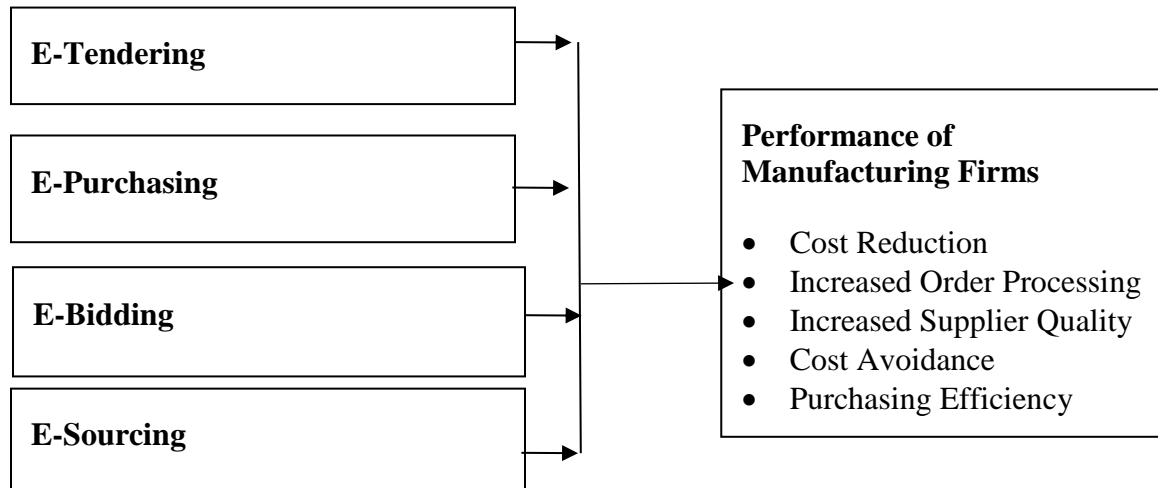 E-Tendering
E-Purchasing
E-Bidding
E-Sourcing
Performance of
Manufacturing Firms
• Cost Reduction
• Increased Order Processing
• Increased Supplier Quality
• Cost Avoidance
• Purchasing Efficiency